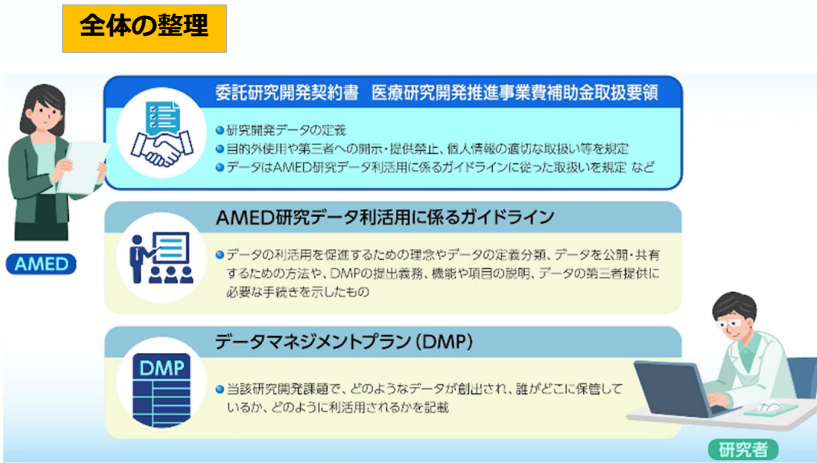 全体の整理
委託研究開発契約書 医療研究開発推進事業費補助金取扱要領
●研究開発データの定義
●目的外使用や第三者への開示・提供禁止、個人情報の適切な取扱い等を規定
●データはAMED研究データ利活用に係るガイドラインに従った取扱いを規定 など
AMED
AMED研究データ利活用に係るガイドライン
●データの利活用を促進するための理念やデータの定義分類、データを公開・共有
するための方法や、DMPの提出義務、機能や項目の説明、データの第三者提供に
必要な手続きを示したもの
データマネジメントプラン(DMP)
DMP
●当該研究開発課題で、どのようなデータが創出され、誰がどこに保管して
いるか、どのように利活用されるかを記載
研究者